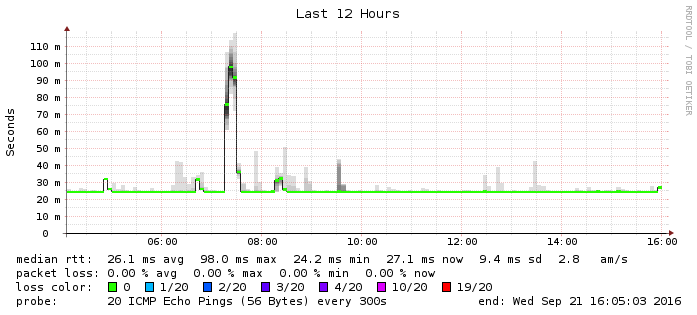 Last 12 Hours
RRDTOOL / TOBI OETIKER
Seconds
110 m
100 m
90 m
80 m
70 m
60 m
50 m
40 m
30 m
20 m
10 m
0
06:00 08:00 10:00 12:00 14:00 16:00
median rtt: 26.1 ms avg 98.0 ms max 24.2 ms min 27.1 ms now 9.4 ms sd 2.8 am/s
packet loss: 0.00 % avg 0.00 % max 0.00 % min 0.00 % now
loss color: 0 1/20 2/20 3/20 4/20 10/20 19/20
probe: 20 ICMP Echo Pings (56 Bytes) every 300s end: Wed Sep 21 16:05:03 2016